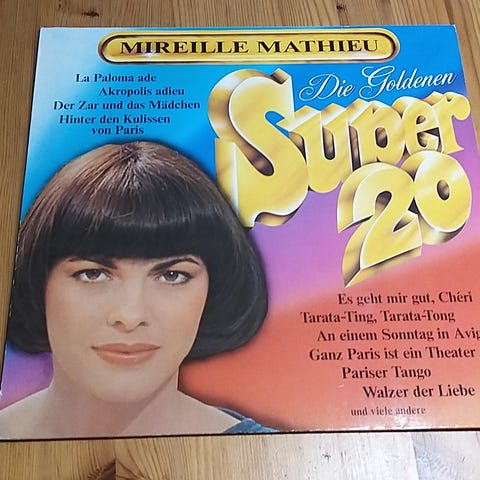 MIREILLE MATHIEU
La Paloma ade
Akropolis adieu
Der Zar und das Mädchen
Hinter den Kulissen
von Paris
Die Goldenen
Super
20
Es geht mir gut, Chéri
Tarata-Ting, Tarata-Tong
An einem Sonntag in Avig
Ganz Paris ist ein Theater
Pariser Tango
Walzer der Liebe
und viele andere